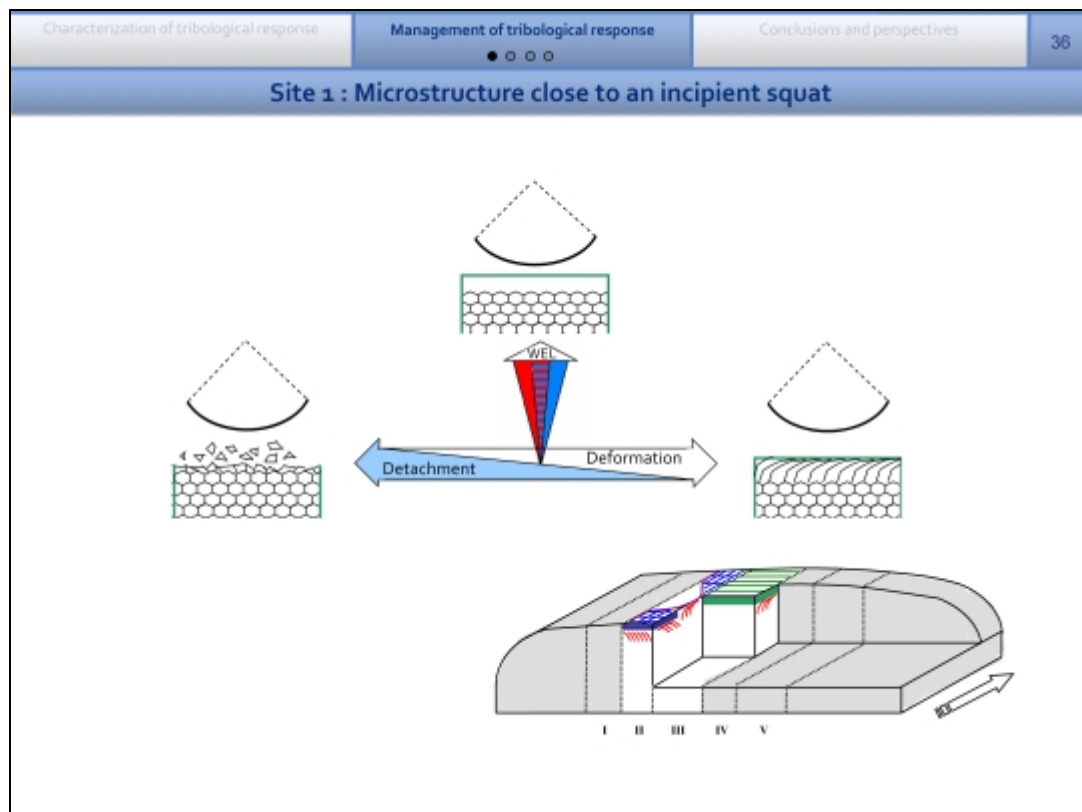 Characterization of tribological response
Management of tribological response
Conclusions and perspectives
36
Site 1 : Microstructure close to an incipient squat
WEL
Detachment
Deformation
I II III IV V